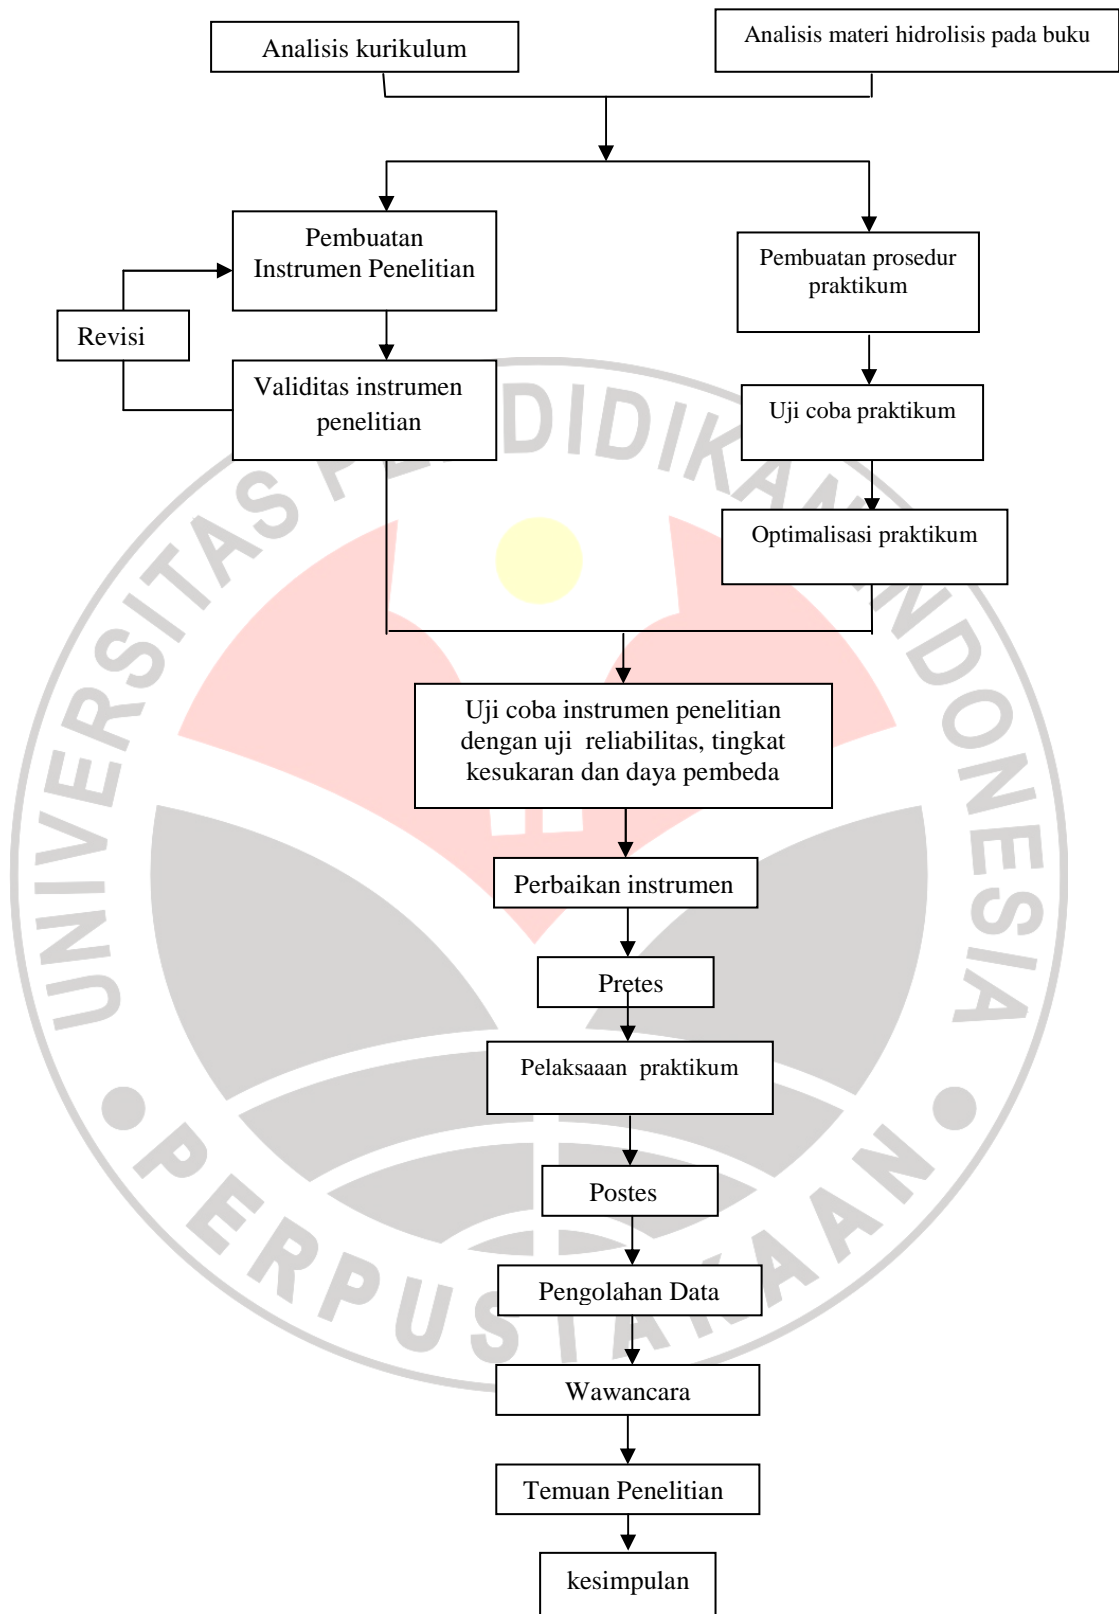 Analisis kurikulum
Analisis materi hidrolisis pada buku
Pembuatan
Instrumen Penelitian
Pembuatan prosedur
praktikum
Revisi
Validitas instrumen
penelitian
Uji coba praktikum
Optimalisasi praktikum
Uji coba instrumen penelitian
dengan uji  reliabilitas, tingkat
kesukaran dan daya pembeda
Perbaikan instrumen
Pretes
Pelaksaaan  praktikum
Postes
Pengolahan Data
Wawancara
Temuan Penelitian
kesimpulan
UNIVERSITAS PENDIDIKAN INDONESIA
PERPUSTAKAAN